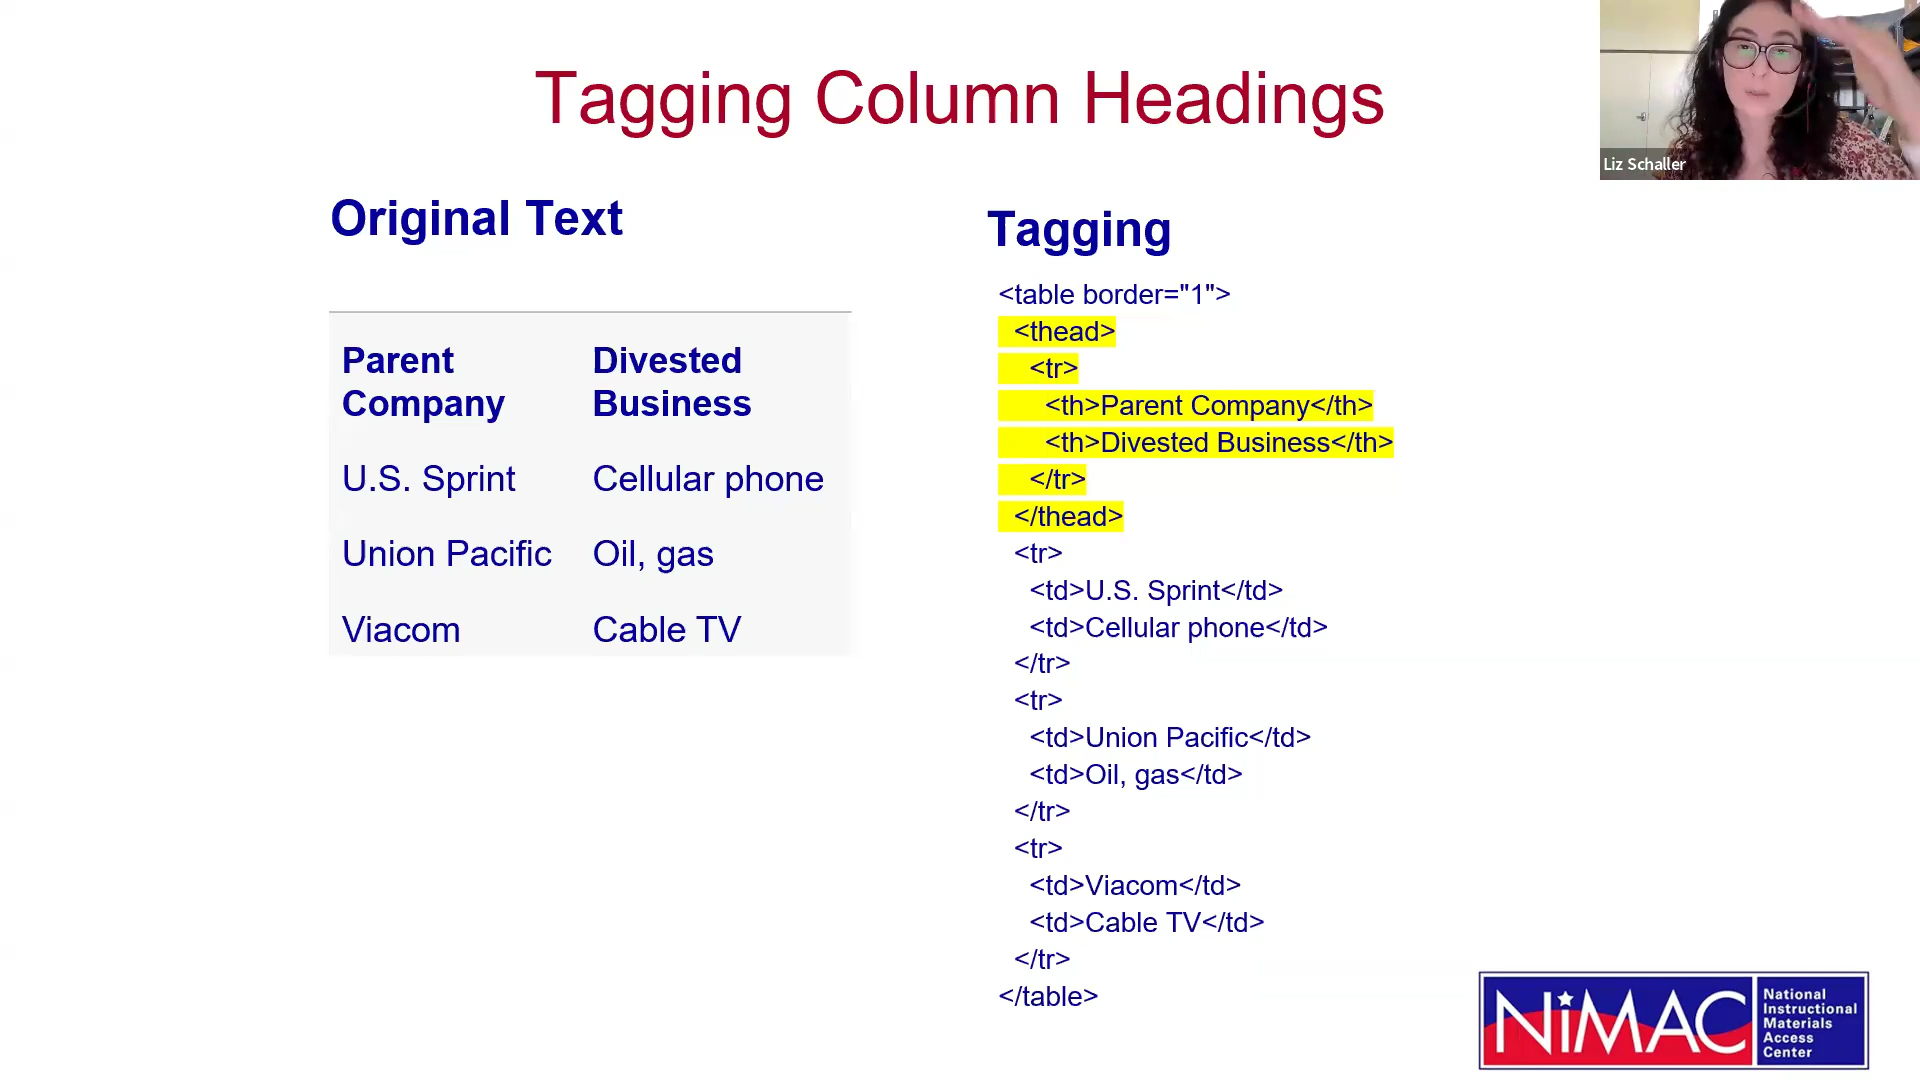 Tagging Column Headings
Liz Schaller
Original Text
Parent Company
Divested Business
U.S. Sprint
Cellular phone
Union Pacific
Oil, gas
Viacom
Cable TV
Tagging
<table border="1">
<thead>
<tr>
<th>Parent Company</th>
<th>Divested Business</th>
</tr>
</thead>
<tr>
<td>U.S. Sprint</td>
<td>Cellular phone</td>
</tr>
<tr>
<td>Union Pacific</td>
<td>Oil, gas</td>
</tr>
<tr>
<td>Viacom</td>
<td>Cable TV</td>
</tr>
</table>
NiMAC
National
Instructional
Materials
Access
Center